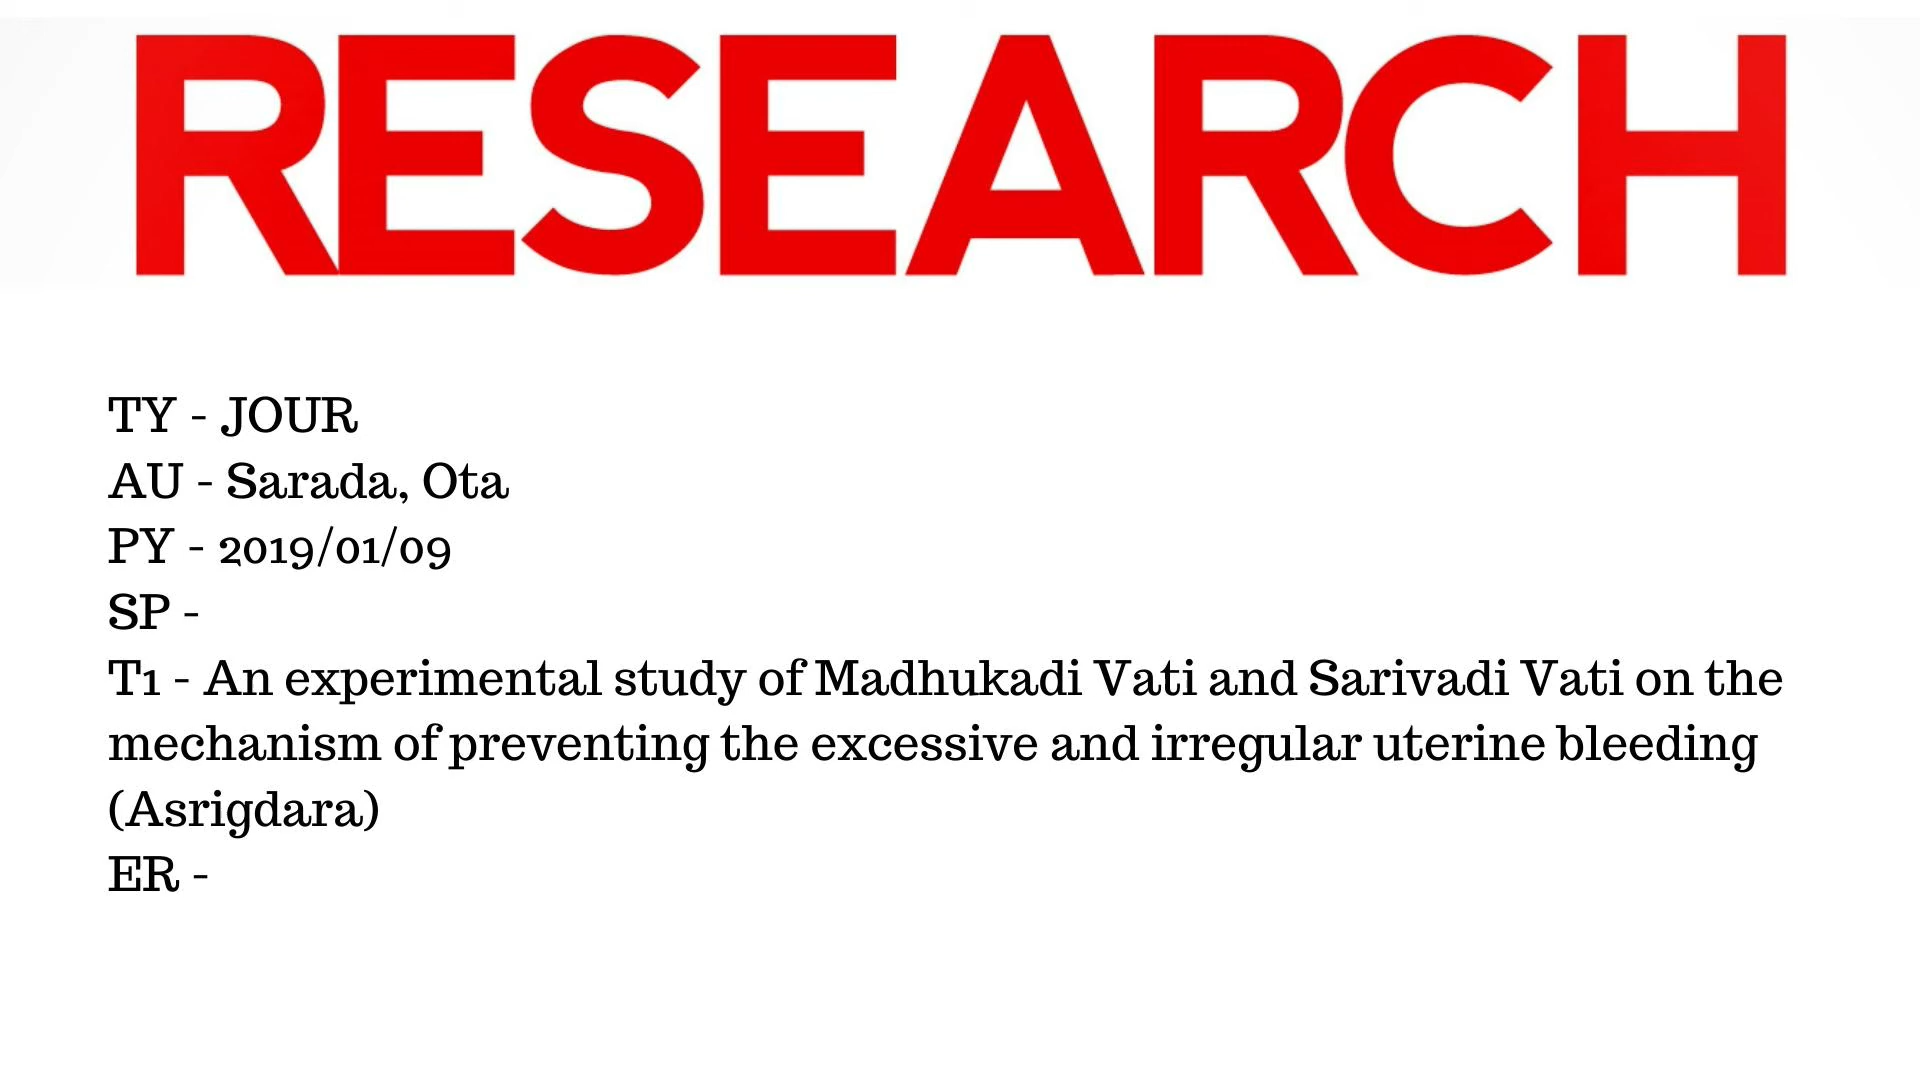 RESEARCH
TY - JOUR
AU - Sarada, Ota
PY - 2019/01/09
SP -
T1 - An experimental study of Madhukadi Vati and Sarivadi Vati on the
mechanism of preventing the excessive and irregular uterine bleeding
(Asrigdara)
ER -